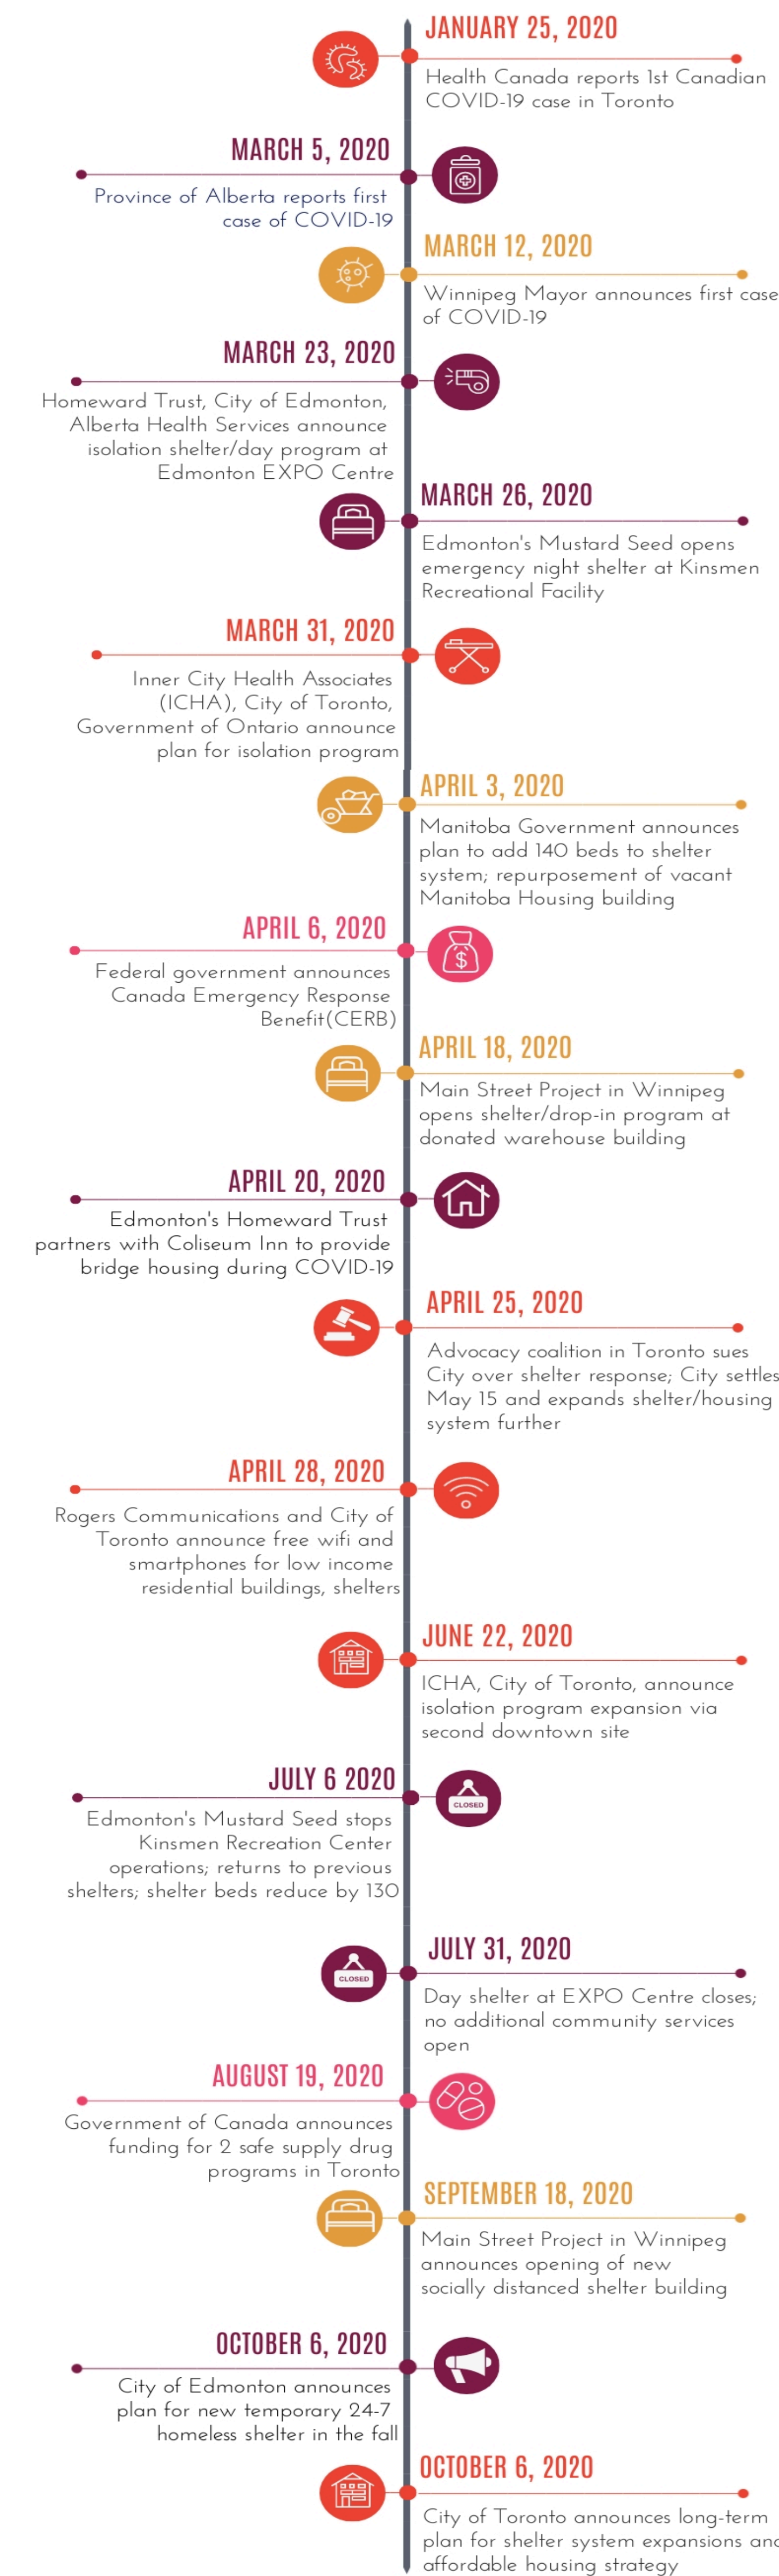 JANUARY 25, 2020
Health Canada reports 1st Canadian
COVID-19 case in Toronto
MARCH 5, 2020
Province of Alberta reports first
case of COVID-19
MARCH 12, 2020
Winnipeg Mayor announces first case
of COVID-19
MARCH 23, 2020
Homeward Trust, City of Edmonton,
Alberta Health Services announce
isolation shelter/day program at
Edmonton EXPO Centre
MARCH 26, 2020
Edmonton's Mustard Seed opens
emergency night shelter at Kinsmen
Recreational Facility
MARCH 31, 2020
Inner City Health Associates
(ICHA), City of Toronto,
Government of Ontario announce
plan for isolation program
APRIL 3, 2020
Manitoba Government announces
plan to add 140 beds to shelter
system; repurposement of vacant
Manitoba Housing building
APRIL 6, 2020
$
Federal government announces
Canada Emergency Response
Benefit(CERB)
APRIL 18, 2020
Main Street Project in Winnipeg
opens shelter/drop-in program at
donated warehouse building
APRIL 20, 2020
Edmonton's Homeward Trust
partners with Coliseum Inn to provide
bridge housing during COVID-19
APRIL 25, 2020
Advocacy coalition in Toronto sues
City over shelter response; City settles
May 15 and expands shelter/housing
system further
APRIL 28, 2020
Rogers Communications and City of
Toronto announce free wifi and
smartphones for low income
residential buildings, shelters
JUNE 22, 2020
ICHA, City of Toronto, announce
isolation program expansion via
second downtown site
JULY 6 2020
CLOSED
Edmonton's Mustard Seed stops
Kinsmen Recreation Center
operations; returns to previous
shelters; shelter beds reduce by 130
JULY 31, 2020
CLOSED
Day shelter at EXPO Centre closes;
no additional community services
open
AUGUST 19, 2020
Government of Canada announces
funding for 2 safe supply drug
programs in Toronto
SEPTEMBER 18, 2020
Main Street Project in Winnipeg
announces opening of new
socially distanced shelter building
OCTOBER 6, 2020
City of Edmonton announces
plan for new temporary 24-7
homeless shelter in the fall
OCTOBER 6, 2020
City of Toronto announces long-term
plan for shelter system expansions and
affordable housing strategy